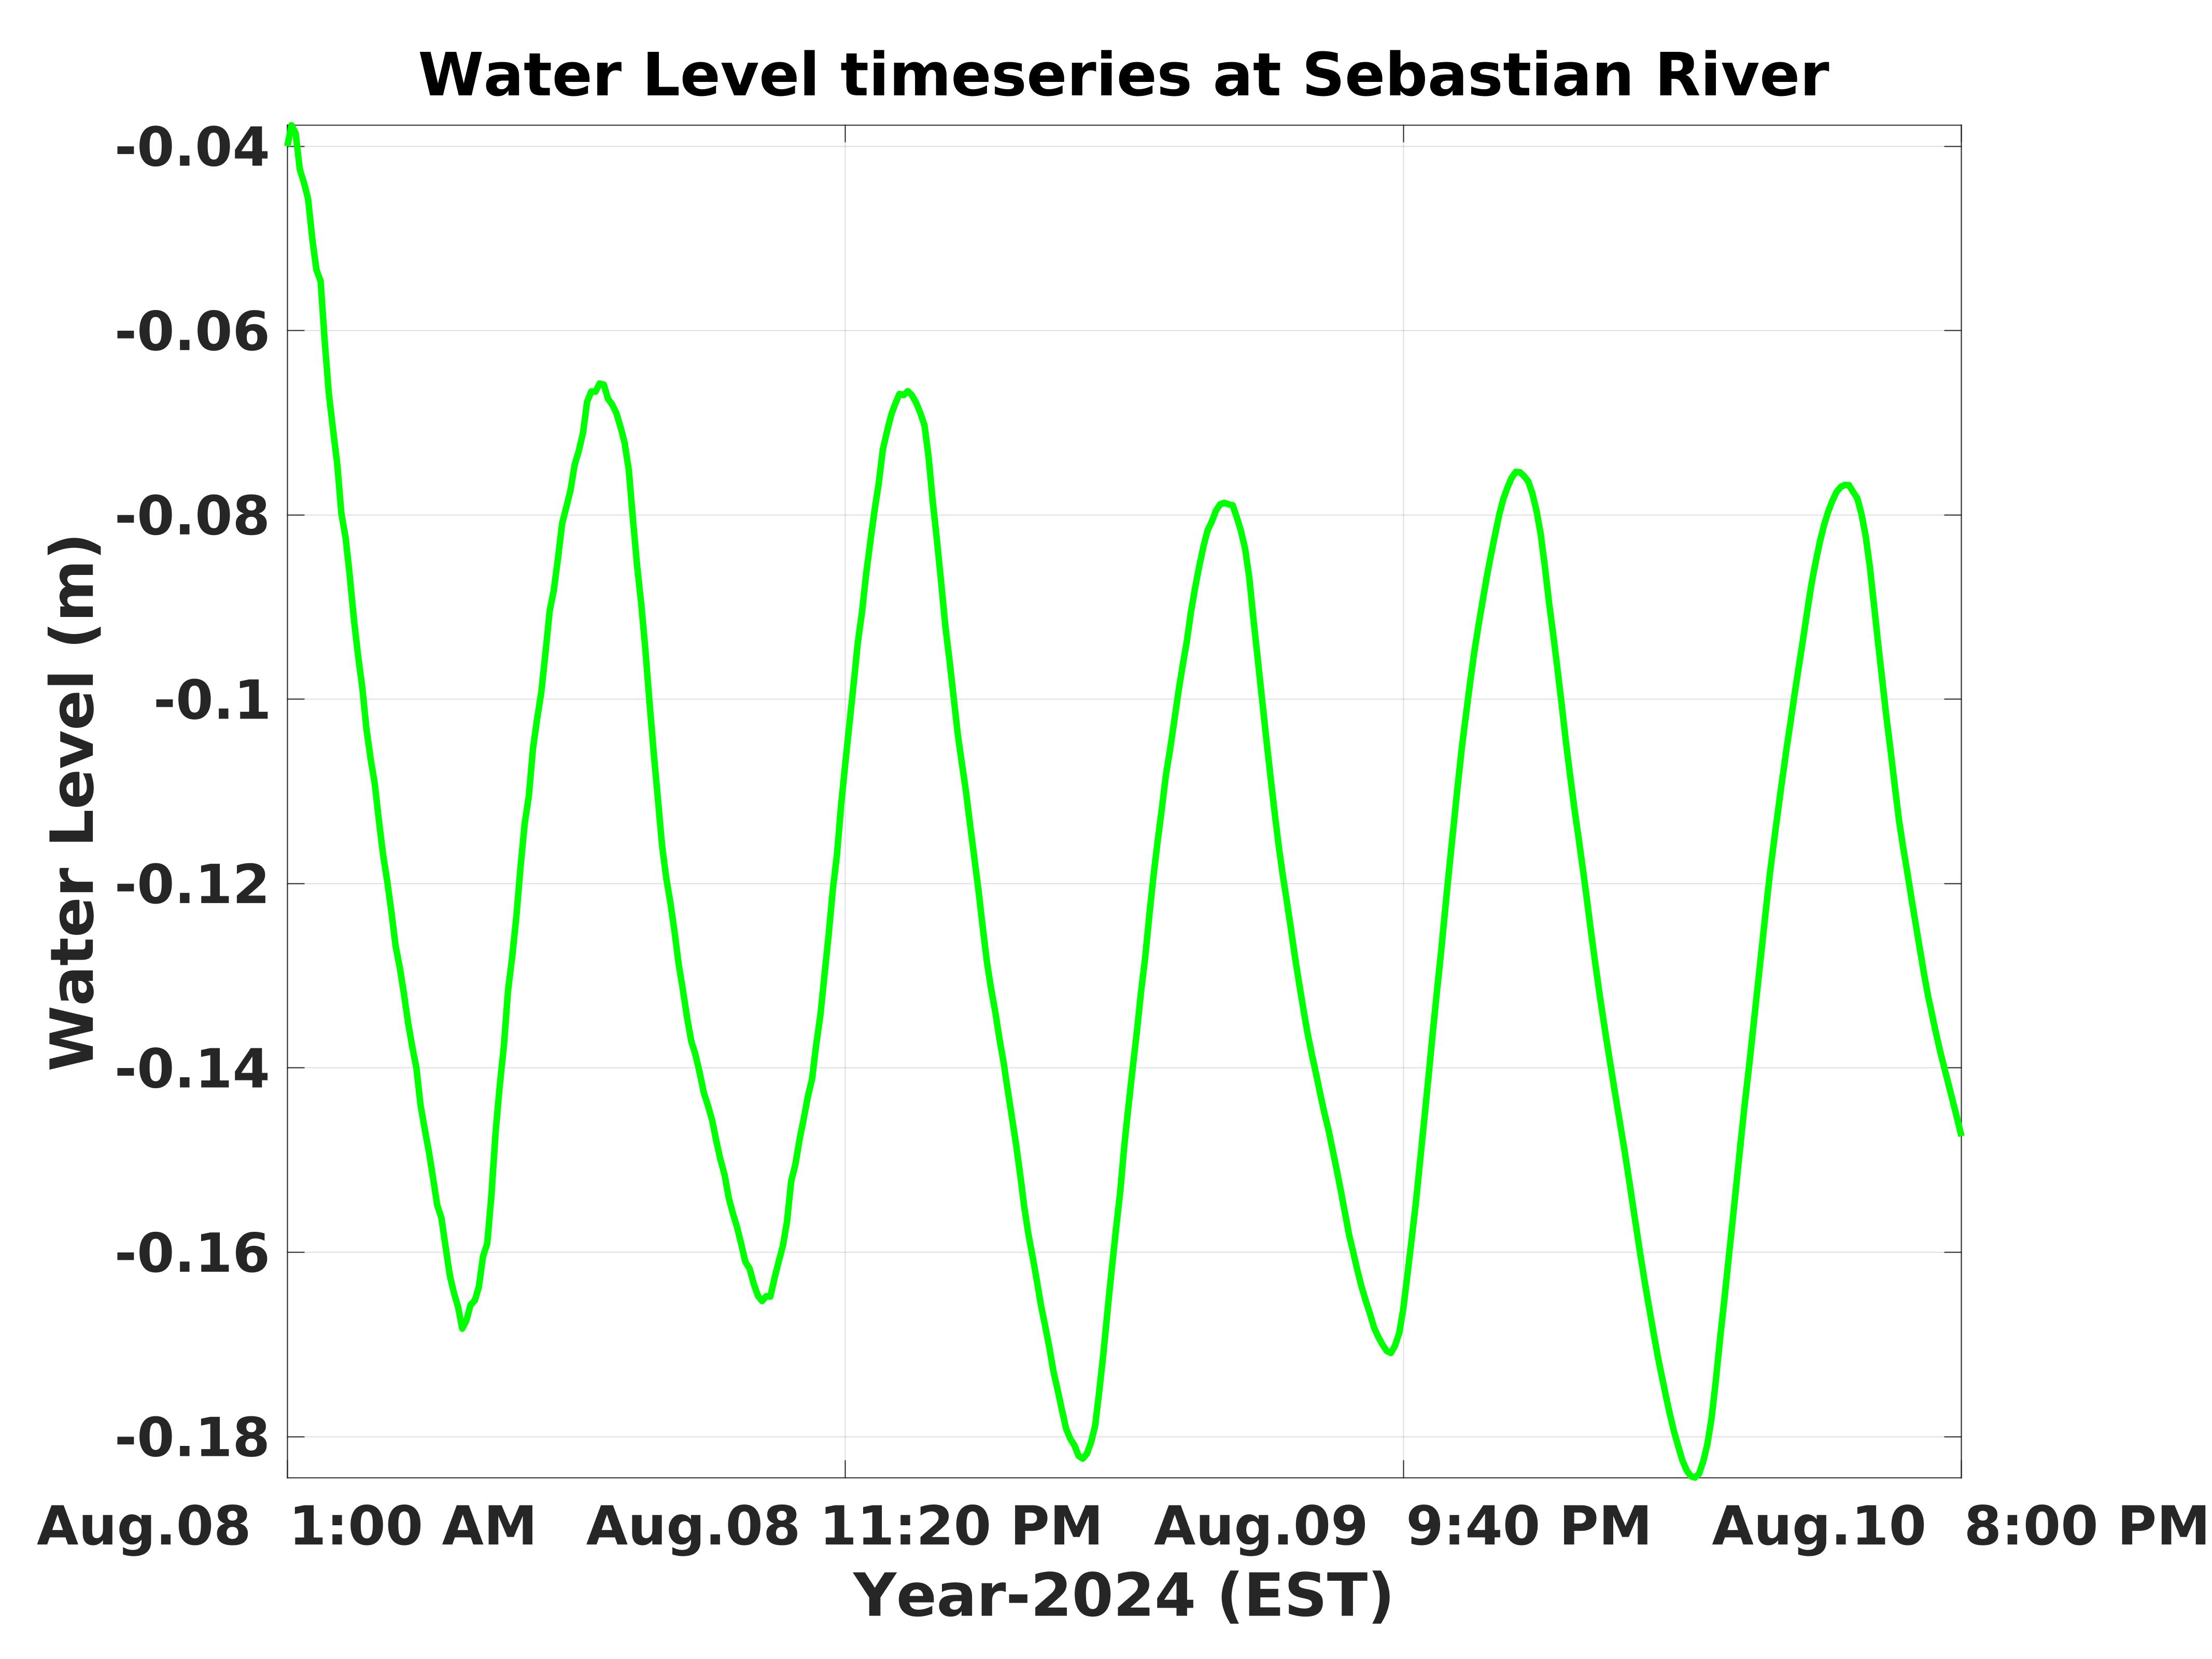 Water Level timeseries at Sebastian River
-0.04
-0.06
-0.08
-0.1
-0.12
-0.14
-0.16
-0.18
Water Level (m)
Aug.08 1:00 AM Aug.08 11:20 PM Aug.09 9:40 PM Aug.10 8:00 PM
Year-2024 (EST)